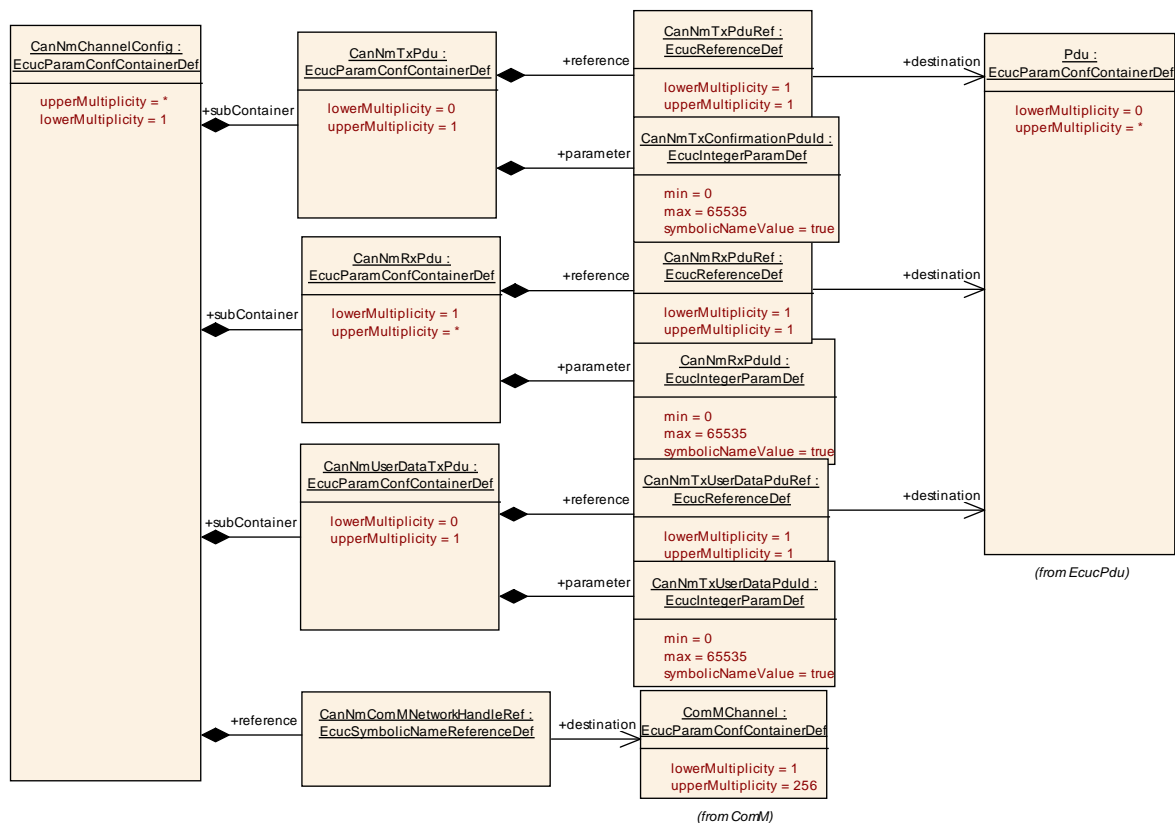 CanNmChannelConfig :
EcucParamConfContainerDef
upperMultiplicity = *
lowerMultiplicity = 1
+subContainer
CanNmTxPdu :
EcucParamConfContainerDef
lowerMultiplicity = 0
upperMultiplicity = 1
+reference
CanNmTxPduRef :
EcucReferenceDef
lowerMultiplicity = 1
upperMultiplicity = 1
+destination
Pdu :
EcucParamConfContainerDef
lowerMultiplicity = 0
upperMultiplicity = *
(from EcucPdu)
+parameter
CanNmTxConfirmationPduId :
EcucIntegerParamDef
min = 0
max = 65535
symbolicNameValue = true
+subContainer
CanNmRxPdu :
EcucParamConfContainerDef
lowerMultiplicity = 1
upperMultiplicity = *
+reference
CanNmRxPduRef :
EcucReferenceDef
lowerMultiplicity = 1
upperMultiplicity = 1
+destination
+parameter
CanNmRxPduId :
EcucIntegerParamDef
min = 0
max = 65535
symbolicNameValue = true
+subContainer
CanNmUserDataTxPdu :
EcucParamConfContainerDef
lowerMultiplicity = 0
upperMultiplicity = 1
+reference
CanNmTxUserDataPduRef :
EcucReferenceDef
lowerMultiplicity = 1
upperMultiplicity = 1
+destination
+parameter
CanNmTxUserDataPduId :
EcucIntegerParamDef
min = 0
max = 65535
symbolicNameValue = true
+reference
CanNmComMNetworkHandleRef :
EcucSymbolicNameReferenceDef
+destination
ComMChannel :
EcucParamConfContainerDef
lowerMultiplicity = 1
upperMultiplicity = 256
(from ComM)